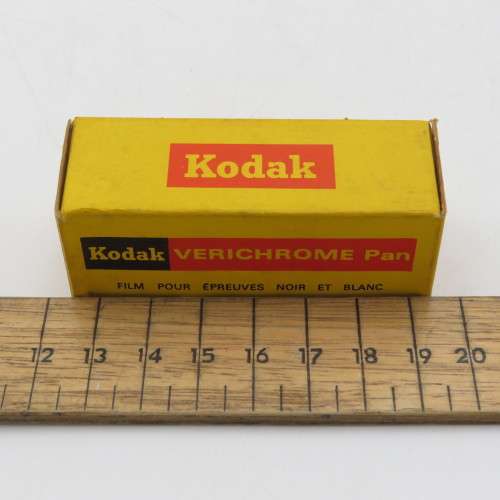 Kodak
Kodak VERICHROME Pan
FILM POUR ÉPREUVES NOIR ET BLANC
12 13 14 15 16 17 18 19 20